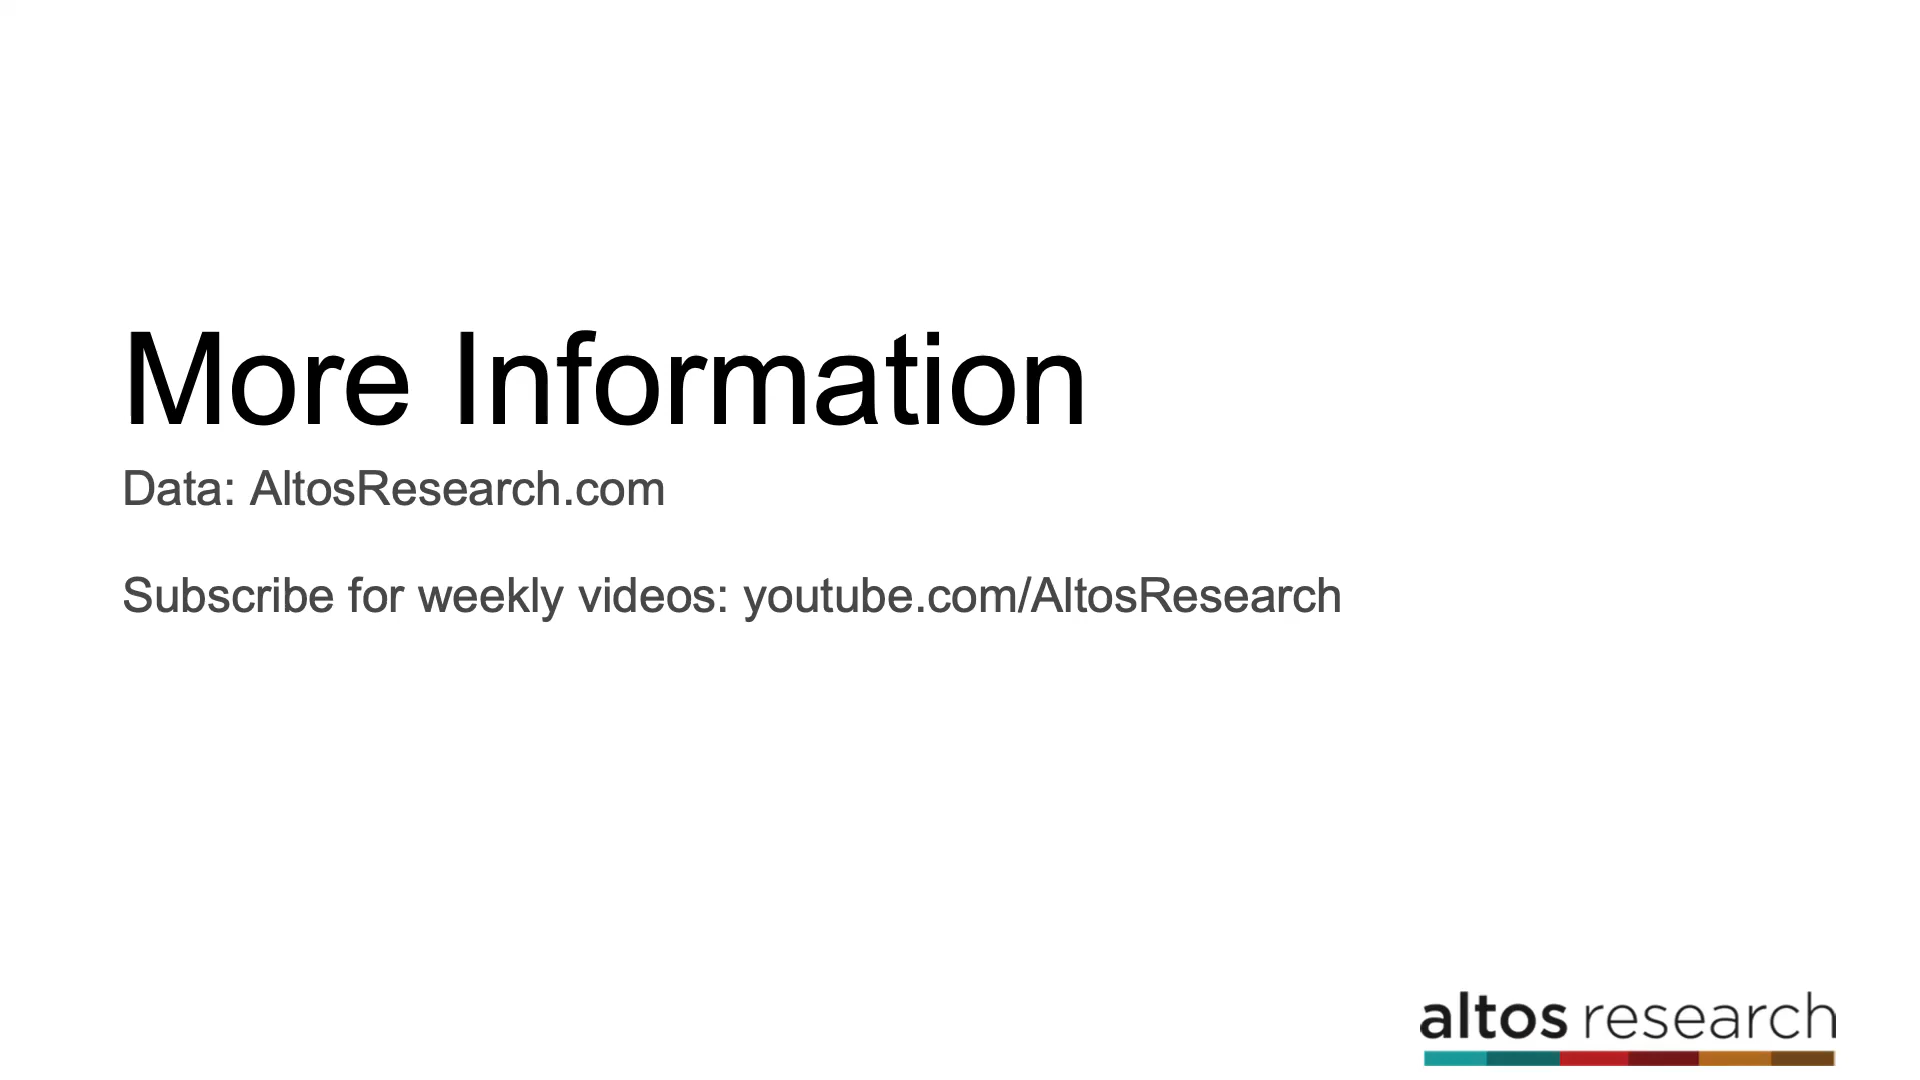 More Information
Data: AltosResearch.com
Subscribe for weekly videos: youtube.com/AltosResearch
altos research